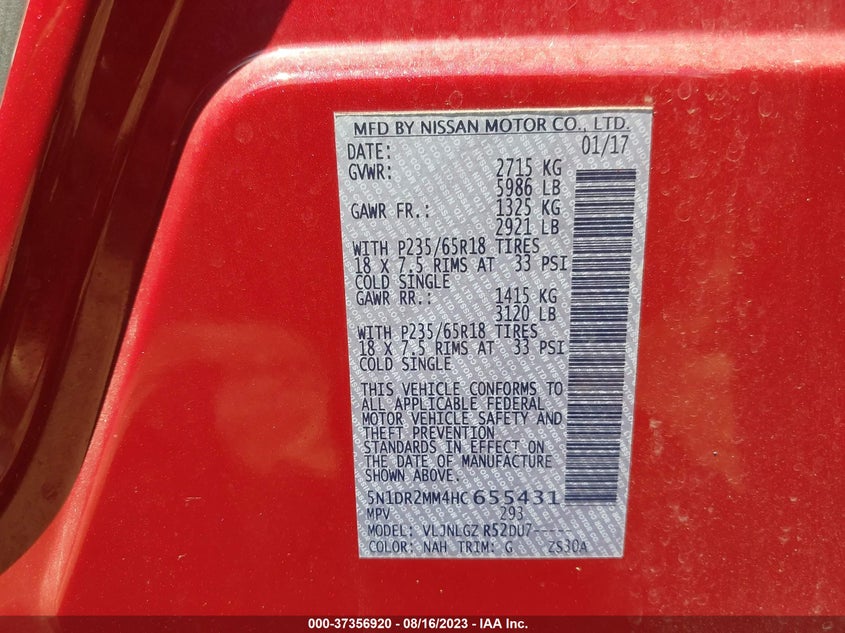 MFD BY NISSAN MOTOR CO., LTD.
DATE: 01/17
GVWR: 2715 KG
5986 LB
GAWR FR.: 1325 KG
2921 LB
WITH P235/65R18 TIRES
18 X 7.5 RIMS AT 33 PSI
COLD SINGLE
GAWR RR.: 1415 KG
3120 LB
WITH P235/65R18 TIRES
18 X 7.5 RIMS AT 33 PSI
COLD SINGLE
THIS VEHICLE CONFORMS TO
ALL APPLICABLE FEDERAL
MOTOR VEHICLE SAFETY AND
THEFT PREVENTION
STANDARDS IN EFFECT ON
THE DATE OF MANUFACTURE
SHOWN ABOVE.
5N1DR2MM4HC655431
MPV 293
MODEL: VLJNLGZ R52DU7-----
COLOR: NAH TRIM: G ZS30A
000-37356920 - 08/16/2023 - IAA Inc.